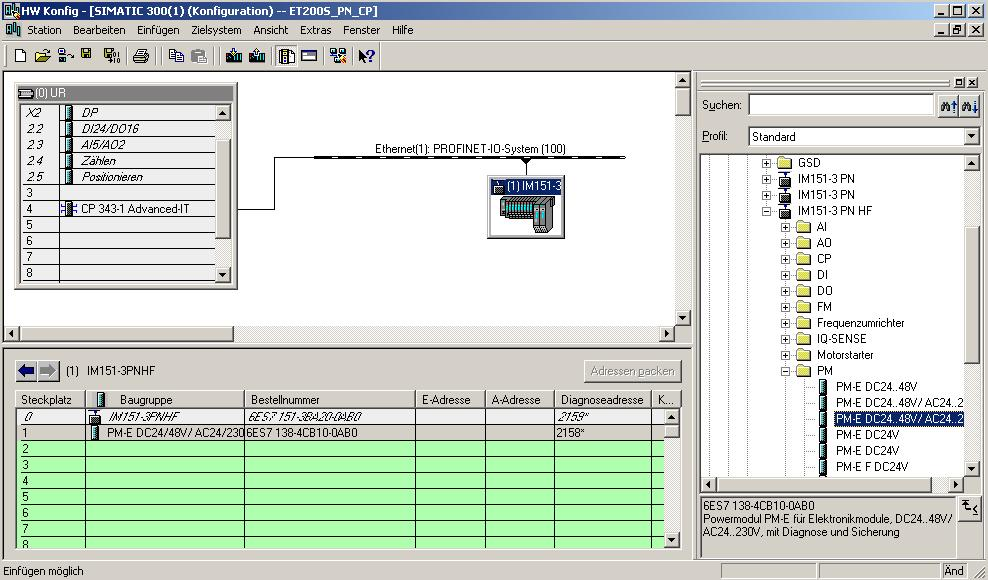 HW Konfig - [SIMATIC 300(1) (Konfiguration) -- ET200S_PN_CP]
Station Bearbeiten Einfügen Zielsystem Ansicht Extras Fenster Hilfe
(0) UR
X2 DP
2.2 DI24/DO16
2.3 AI5/AO2
2.4 Zählen
2.5 Positionieren
3
4 CP 343-1 Advanced-IT
5
6
7
8
Ethernet(1): PROFINET-IO-System (100)
(1) IM151-3
Suchen:
Profil: Standard
GSD
IM151-3 PN
IM151-3 PN
IM151-3 PN HF
AI
AO
CP
DI
DO
FM
Frequenzumrichter
IQ-SENSE
Motorstarter
PM
PM-E DC24..48V
PM-E DC24..48V/ AC24..2
PM-E DC24..48V/ AC24..2
PM-E DC24V
PM-E DC24V
PM-E F DC24V
6ES7 138-4CB10-0AB0
Powermodul PM-E für Elektronikmodule, DC24..48V/
AC24..230V, mit Diagnose und Sicherung
(1) IM151-3PNHF
Adressen packen
Steckplatz Baugruppe Bestellnummer E-Adresse A-Adresse Diagnoseadresse K...
0 IM151-3PNHF 6ES7 151-3BA20-0AB0 2159*
1 PM-E DC24/48V/ AC24/230 6ES7 138-4CB10-0AB0 2158*
2
3
4
5
6
7
8
Einfügen möglich
Änd